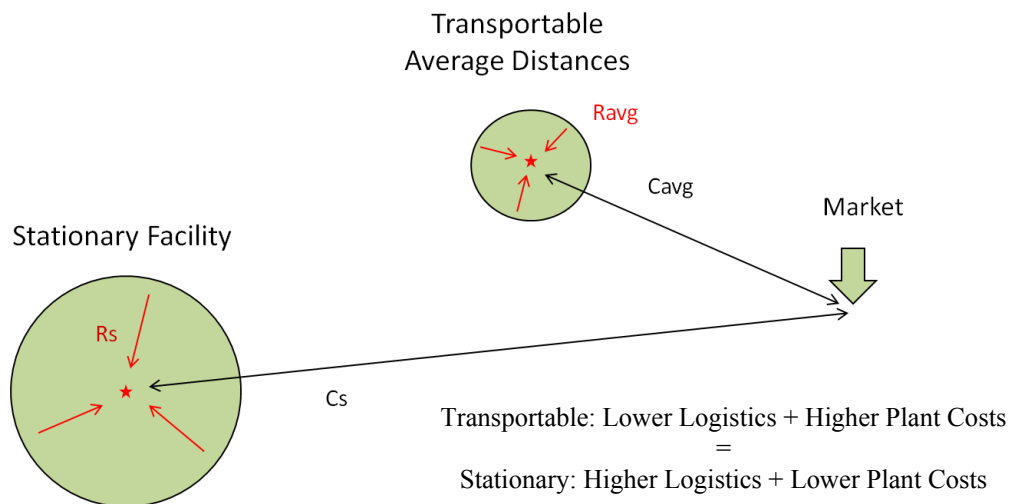 Transportable
Average Distances
Ravg
Cavg
Market
Stationary Facility
Rs
Cs
Transportable: Lower Logistics + Higher Plant Costs
=
Stationary: Higher Logistics + Lower Plant Costs